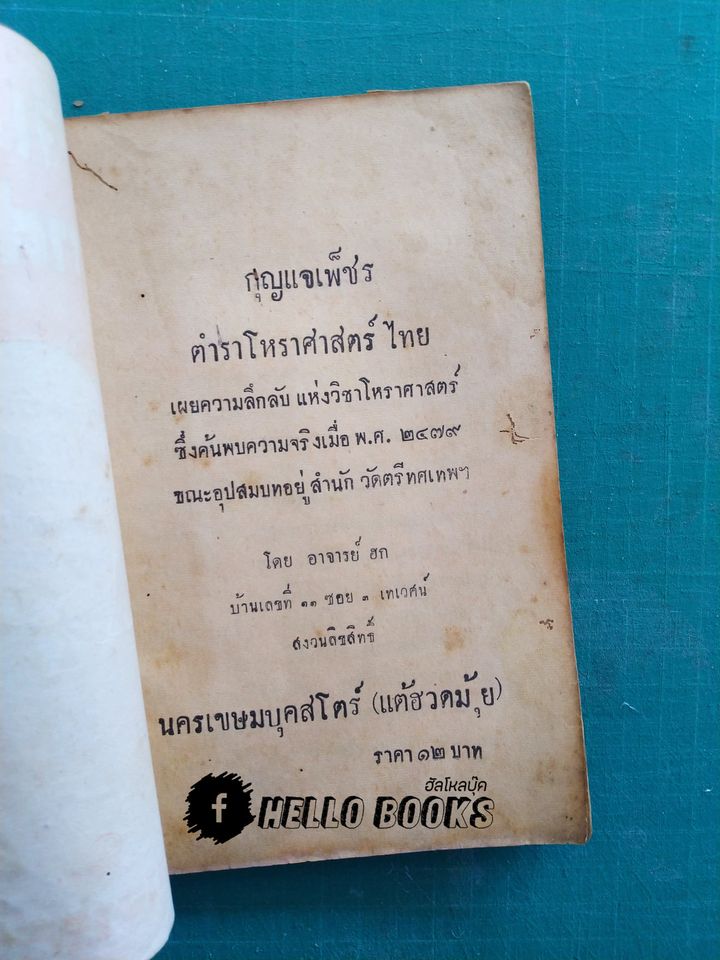 กุญแจเพ็ชร
ตำราโหราศาสตร์ ไทย
เผยความลึกลับ แห่งวิชาโหราศาสตร์
ซึ่งค้นพบความจริงเมื่อ พ.ศ. ๒๔๗๙
ขณะอุปสมบทอยู่ สำนัก วัดตรีทศเทพฯ
โดย อาจารย์ ฮก
บ้านเลขที่ ๑๑ ซอย ๓ เทเวศน์
สงวนลิขสิทธิ์
นครเขษมบุคส์โตร์ (แต้ฮวดมุ้ย)
ราคา ๑๒ บาท
ฮัลโหลบุ๊ค
f HELLO BOOKS